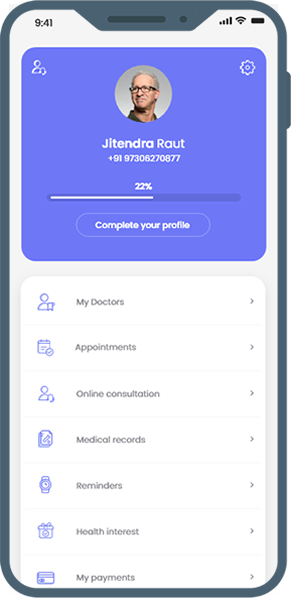 9:41
Jitendra Raut
+91 97306270877
22%
Complete your profile
My Doctors
Appointments
Online consultation
Medical records
Reminders
Health interest
My payments